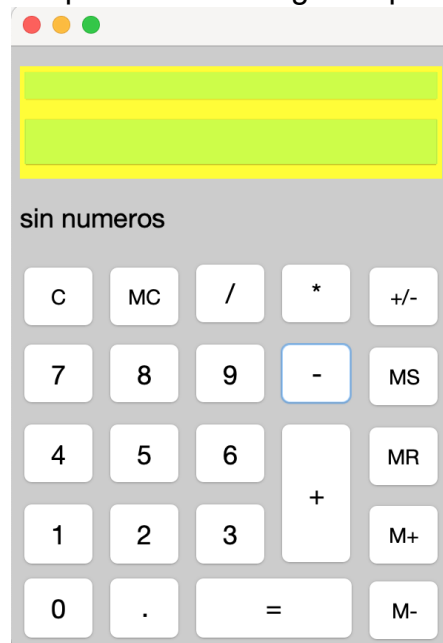 sin numeros
C MC / * +/-
7 8 9 - MS
4 5 6 MR
+
1 2 3 M+
0 . = M-